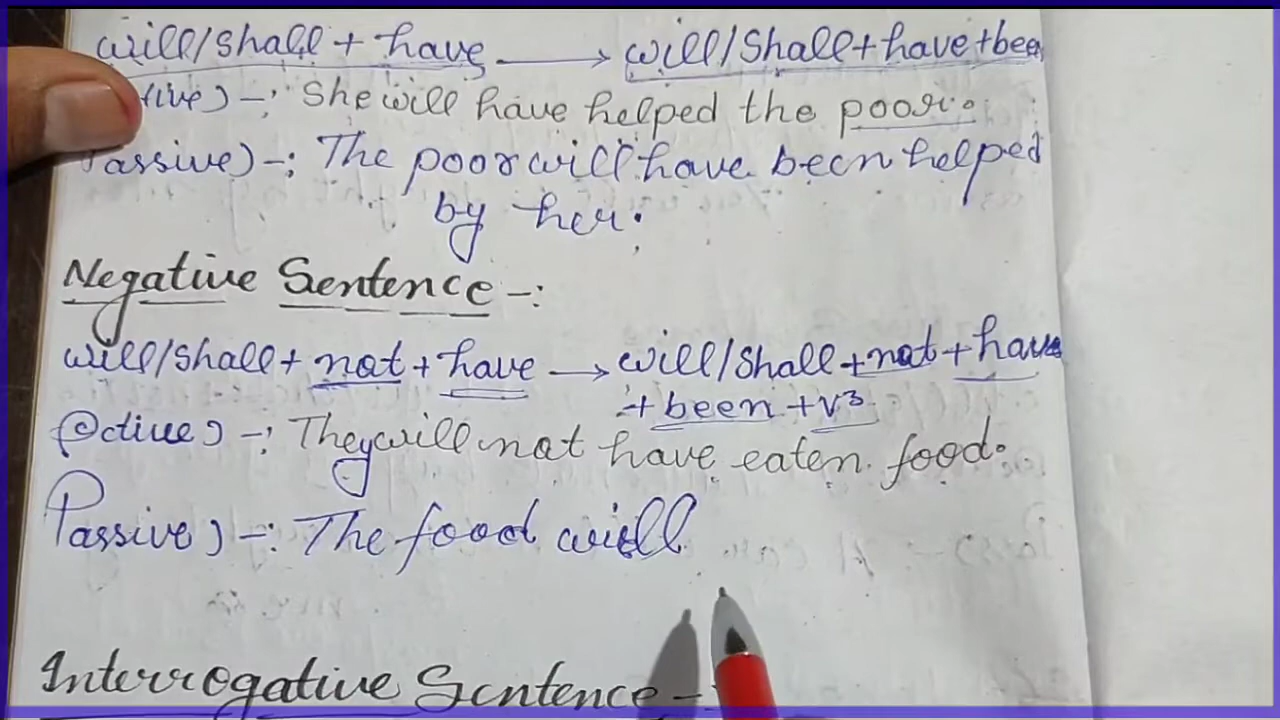 will/shall + have → will/Shall + have + been
tive) -: She will have helped the poor.
Passive) -: The poor will have been helped
by her.
Negative Sentence -:
will/shall + not + have → will/shall + not + have
+ been + v³
Active) -: They will not have eaten food.
Passive) -: The food will
Interrogative Sentence -: